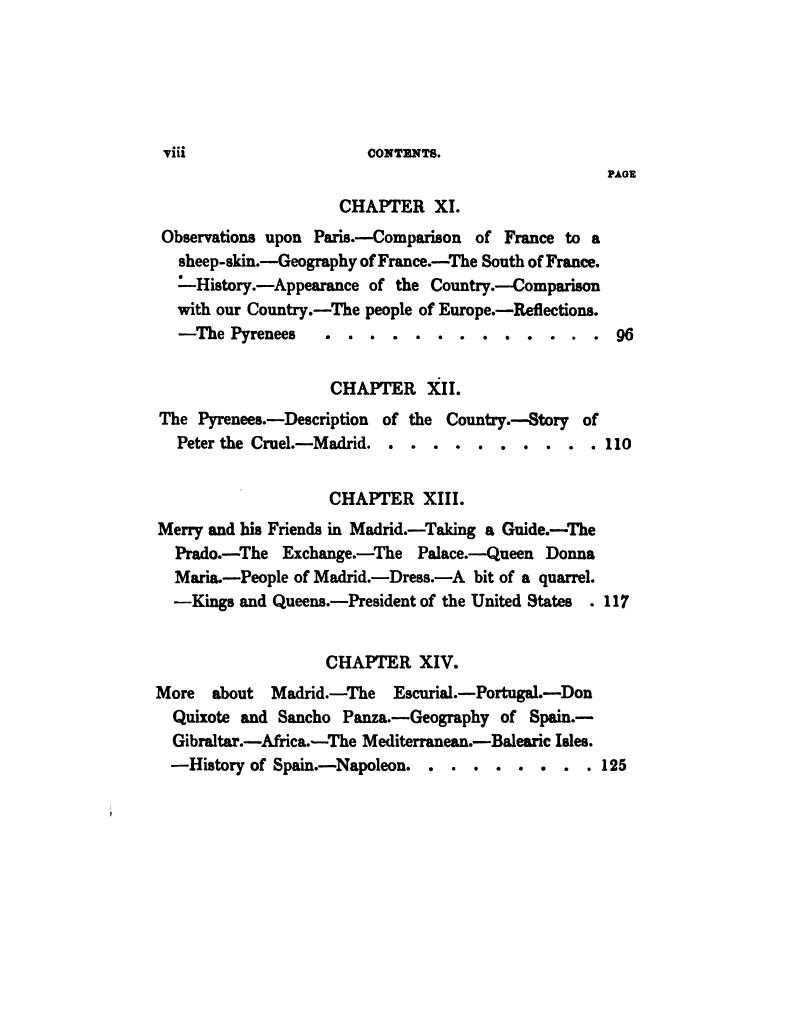 viii CONTENTS.
PAGE
CHAPTER XI.
Observations upon Paris.—Comparison of France to a
sheep-skin.—Geography of France.—The South of France.
—History.—Appearance of the Country.—Comparison
with our Country.—The people of Europe.—Reflections.
—The Pyrenees . . . . . . . . . . . . . 96
CHAPTER XII.
The Pyrenees.—Description of the Country.—Story of
Peter the Cruel.—Madrid. . . . . . . . . . . 110
CHAPTER XIII.
Merry and his Friends in Madrid.—Taking a Guide.—The
Prado.—The Exchange.—The Palace.—Queen Donna
Maria.—People of Madrid.—Dress.—A bit of a quarrel.
—Kings and Queens.—President of the United States . 117
CHAPTER XIV.
More about Madrid.—The Escurial.—Portugal.—Don
Quixote and Sancho Panza.—Geography of Spain.—
Gibraltar.—Africa.—The Mediterranean.—Balearic Isles.
—History of Spain.—Napoleon. . . . . . . . . 125